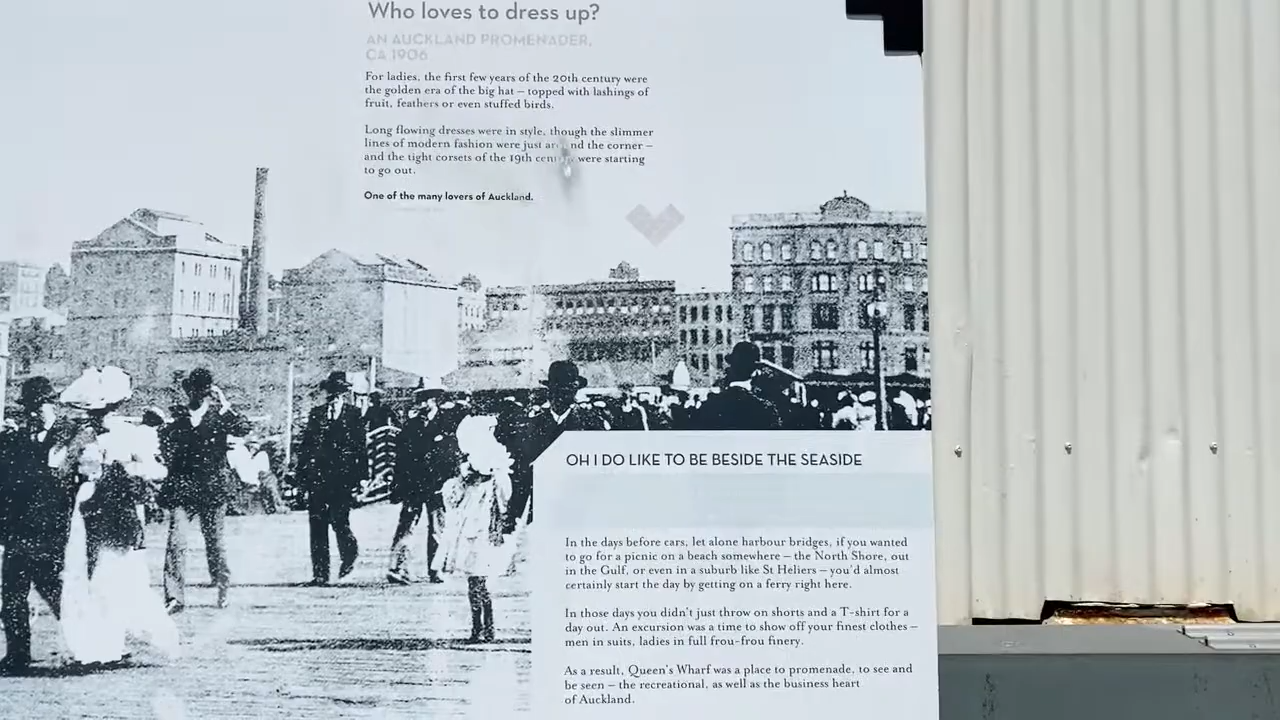 Who loves to dress up?
AN AUCKLAND PROMENADER,
CA 1906
For ladies, the first few years of the 20th century were
the golden era of the big hat – topped with lashings of
fruit, feathers or even stuffed birds.
Long flowing dresses were in style, though the slimmer
lines of modern fashion were just around the corner –
and the tight corsets of the 19th century were starting
to go out.
One of the many lovers of Auckland.
OH I DO LIKE TO BE BESIDE THE SEASIDE
In the days before cars, let alone harbour bridges, if you wanted
to go for a picnic on a beach somewhere – the North Shore, out
in the Gulf, or even in a suburb like St Heliers – you'd almost
certainly start the day by getting on a ferry right here.
In those days you didn't just throw on shorts and a T-shirt for a
day out. An excursion was a time to show off your finest clothes –
men in suits, ladies in full frou-frou finery.
As a result, Queen's Wharf was a place to promenade, to see and
be seen – the recreational, as well as the business heart
of Auckland.